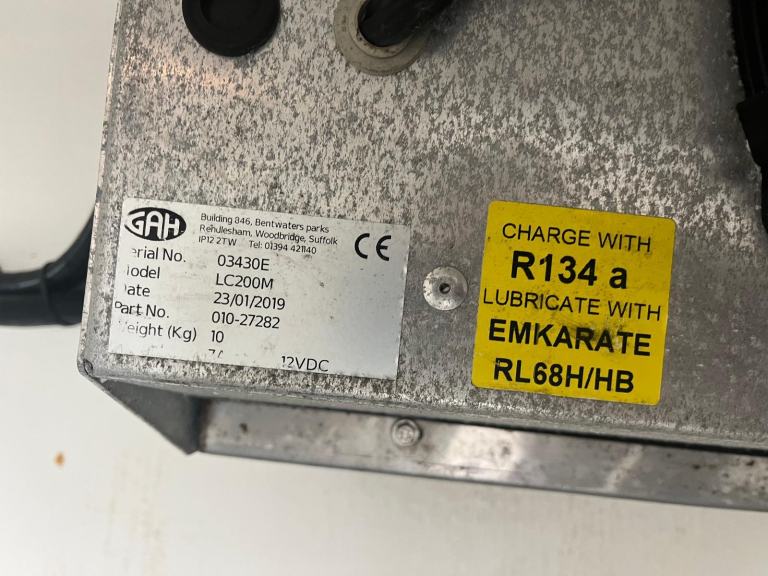 GAH
Building 846, Bentwaters parks
Rendlesham, Woodbridge, Suffolk
IP12 2TW Tel: 01394 421140
CE
erial No. 03430E
odel LC200M
ate 23/01/2019
Part No. 010-27282
eight (Kg) 10
12VDC
CHARGE WITH
R134 a
LUBRICATE WITH
EMKARATE
RL68H/HB